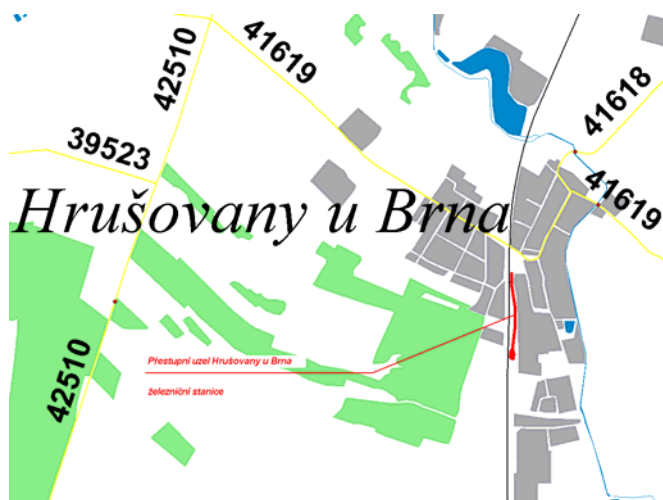 42510
41619
41618
39523
41619
Hrušovany u Brna
Přestupní uzel Hrušovany u Brna
železniční stanice
42510